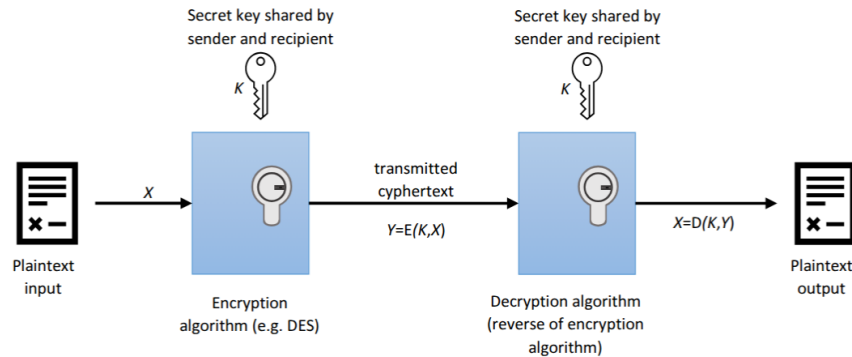 Secret key shared by
sender and recipient
K
Secret key shared by
sender and recipient
K
X
transmitted
cyphertext
Y=E(K,X)
X=D(K,Y)
Plaintext
input
Encryption
algorithm (e.g. DES)
Decryption algorithm
(reverse of encryption
algorithm)
Plaintext
output